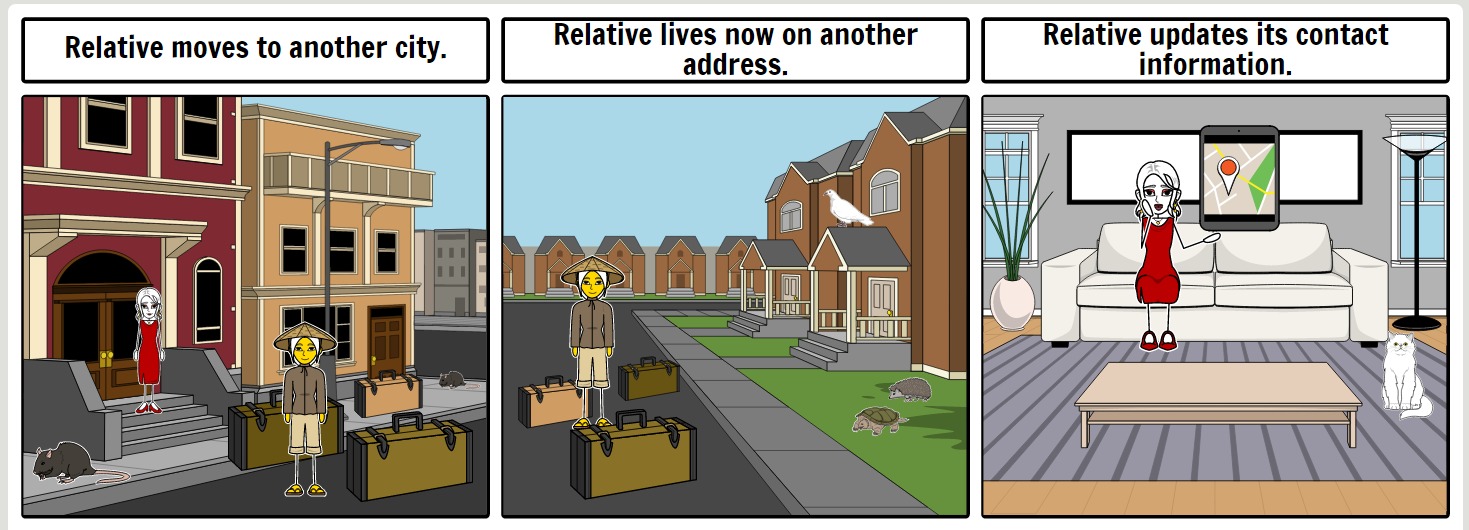 Relative moves to another city.
Relative lives now on another
address.
Relative updates its contact
information.